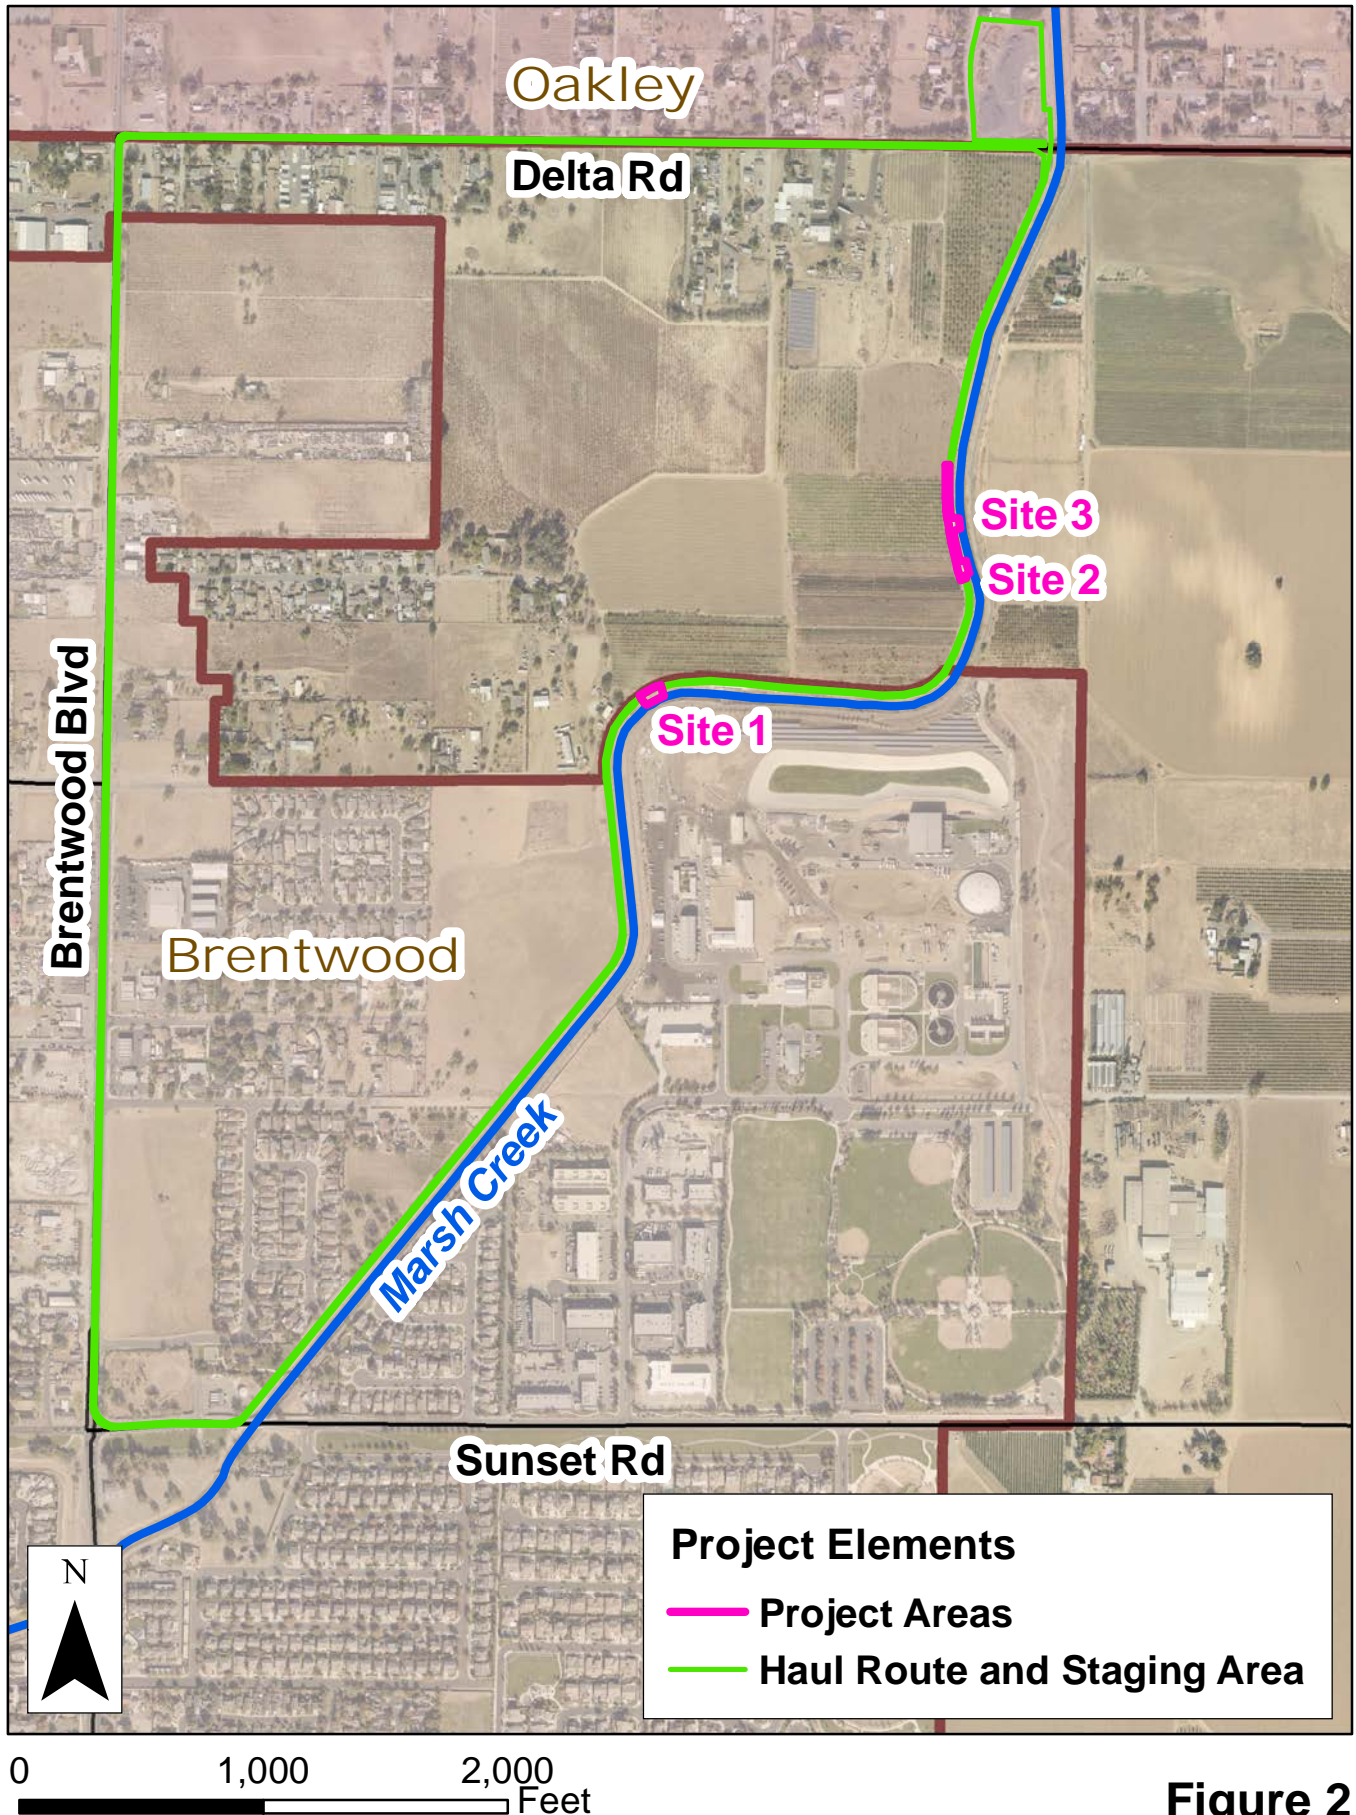 Oakley
Delta Rd
Site 3
Site 2
Site 1
Brentwood Blvd
Brentwood
Marsh Creek
Sunset Rd
Project Elements
Project Areas
Haul Route and Staging Area
N
0 1,000 2,000
Feet
Figure 2